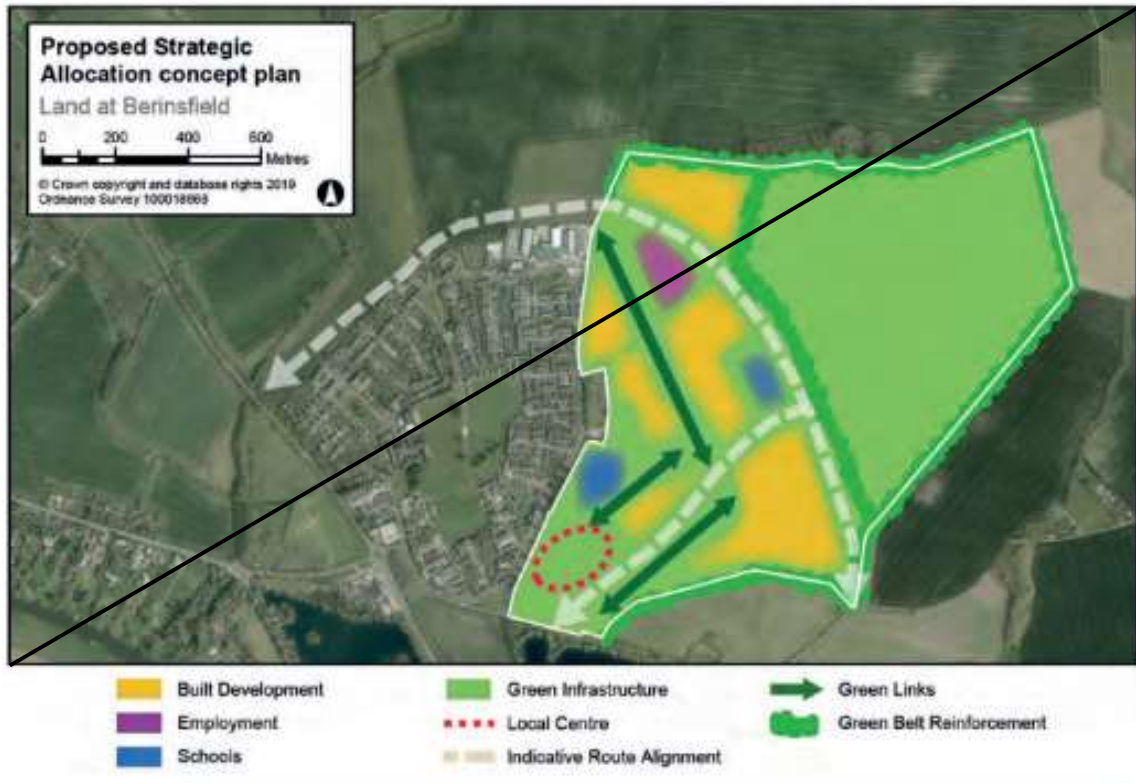 Proposed Strategic
Allocation concept plan
Land at Berinsfield
0 200 400 600
Metres
© Crown copyright and database rights 2019
Ordnance Survey 100018668
Built Development
Employment
Schools
Green Infrastructure
Local Centre
Indicative Route Alignment
Green Links
Green Belt Reinforcement